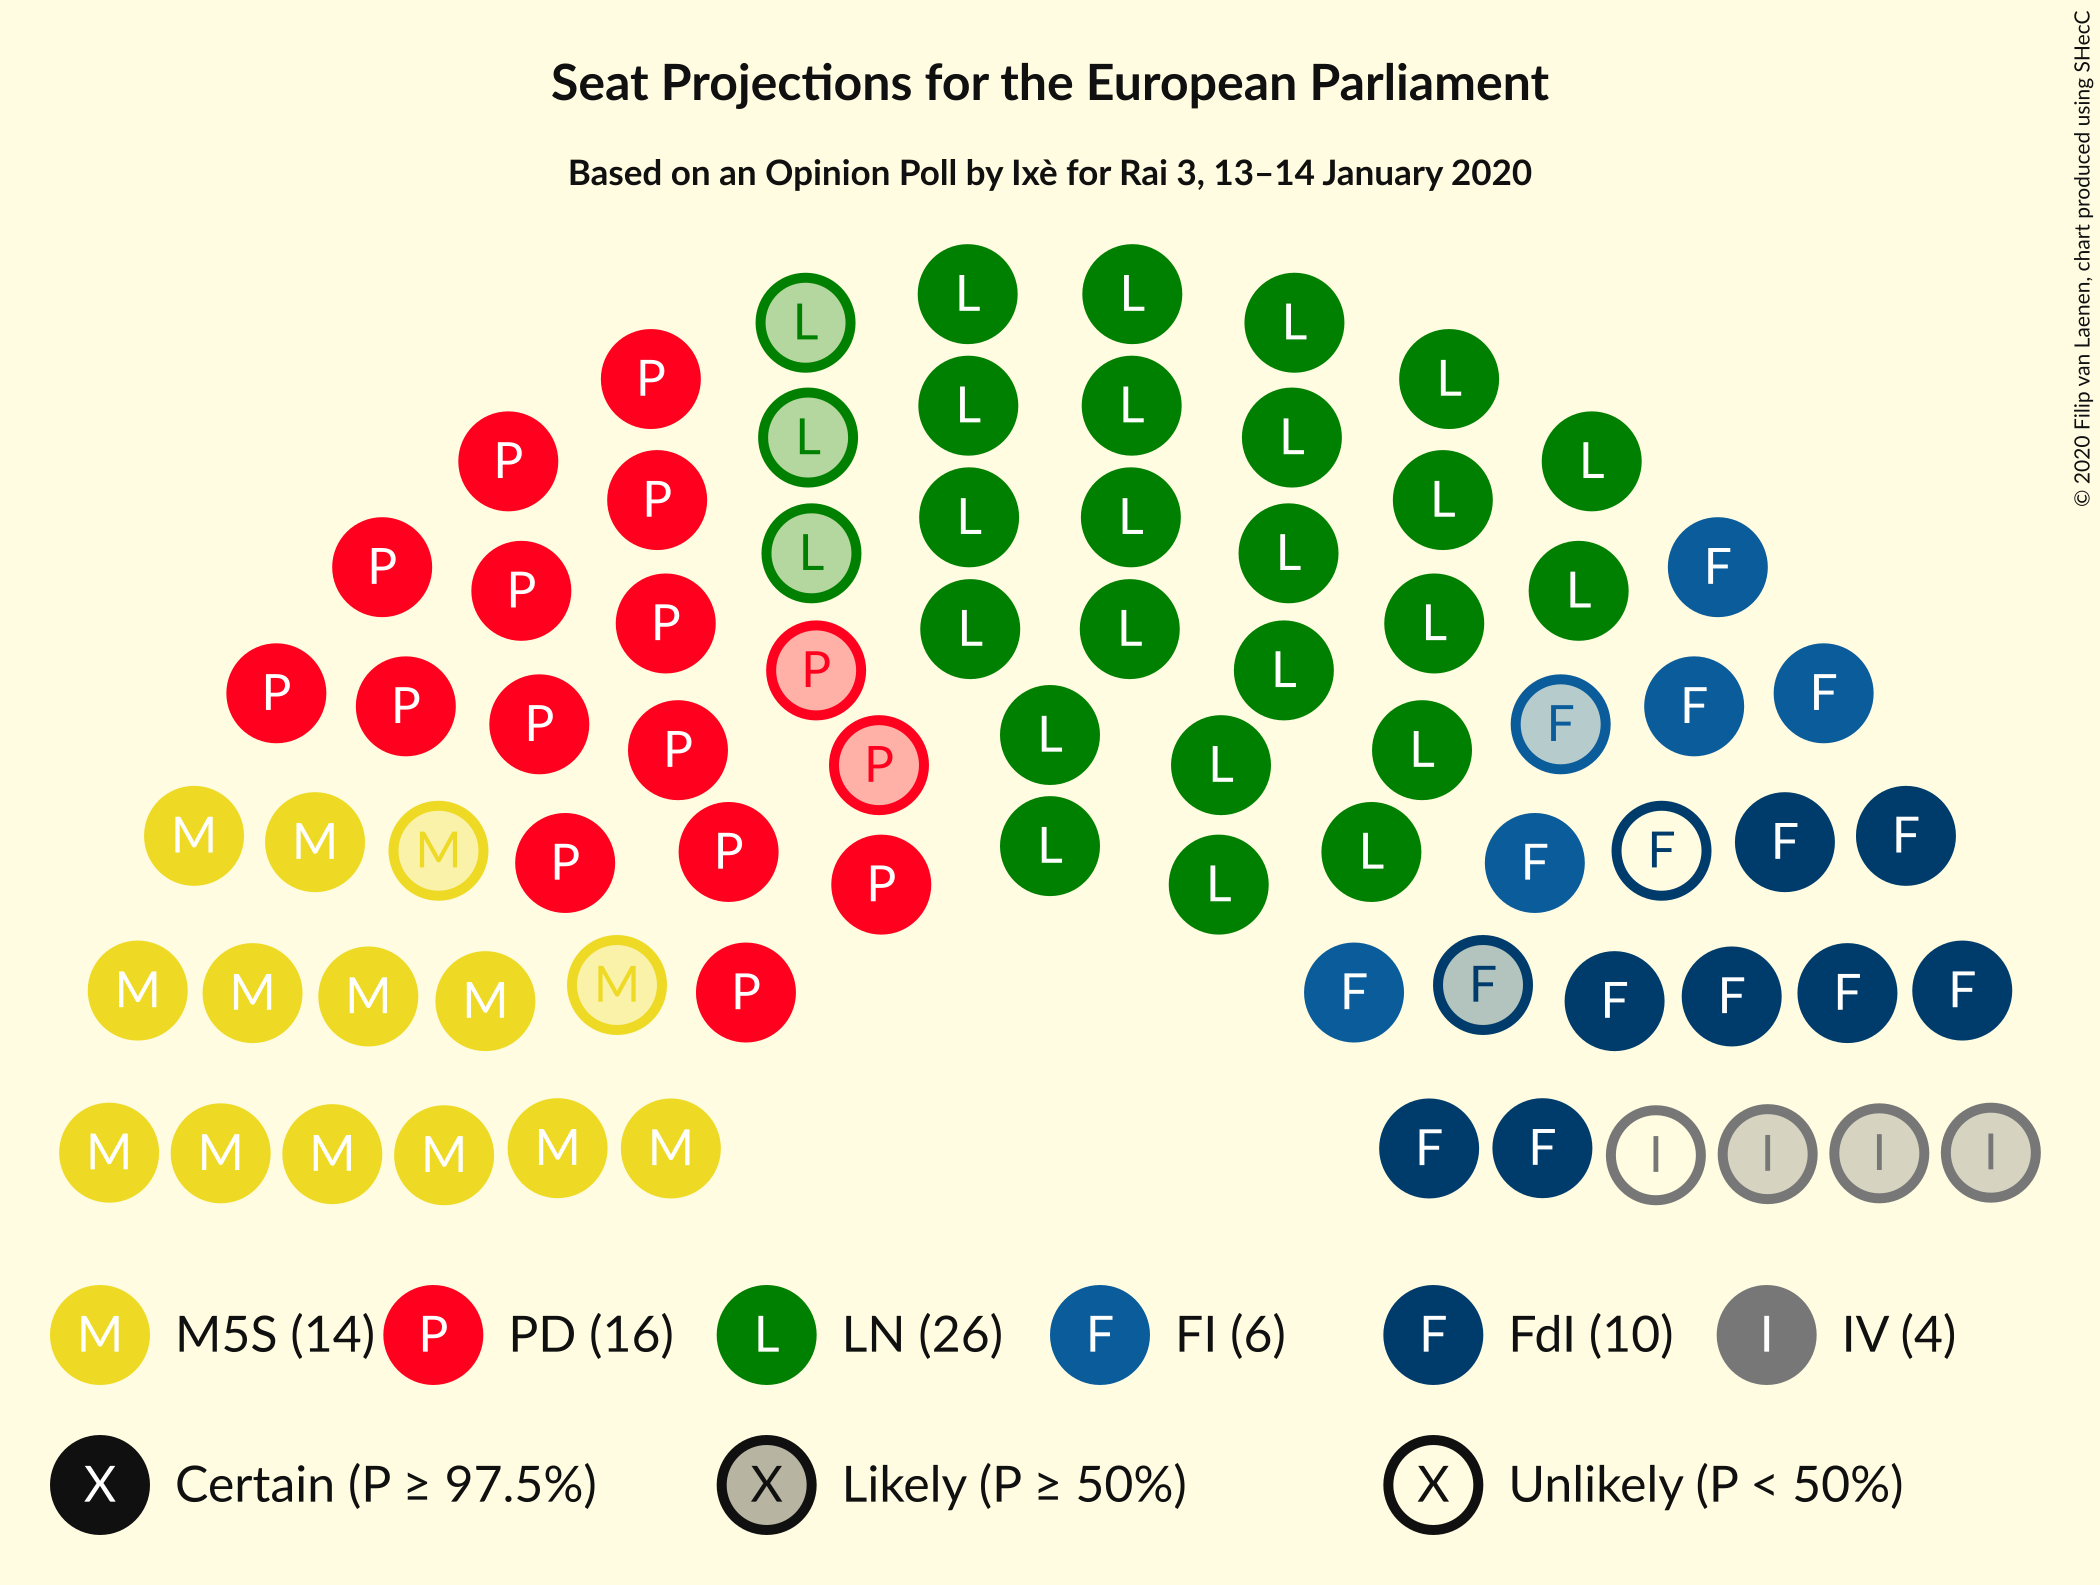 Seat Projections for the European Parliament
Based on an Opinion Poll by Ixè for Rai 3, 13–14 January 2020
© 2020 Filip van Laenen, chart produced using SHecC
L L L L
P L
L L L L
P L
P L
L L L L
P F
P L
P L
L L
P L
P F
P P P P P L L L L F F F
M M M P P P L L L F F F F
M M M M M P F F F F F F
M M M M M M F F I I I I
M M5S (14) P PD (16) L LN (26) F FI (6) F FdI (10) I IV (4)
X Certain (P ≥ 97.5%) X Likely (P ≥ 50%) X Unlikely (P < 50%)